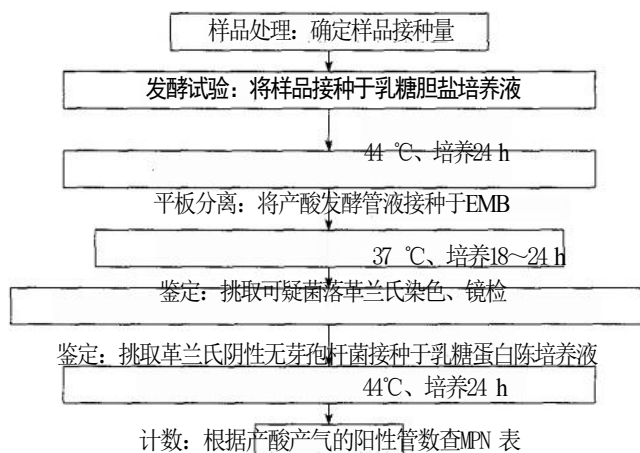 样品处理：确定样品接种量
发酵试验：将样品接种于乳糖胆盐培养液
44 ℃、培养24 h
平板分离：将产酸发酵管液接种于EMB
37 ℃、培养18～24 h
鉴定：挑取可疑菌落革兰氏染色、镜检
鉴定：挑取革兰氏阴性无芽孢杆菌接种于乳糖蛋白陈培养液
44℃、培养24 h
计数：根据产酸产气的阳性管数查MPN 表